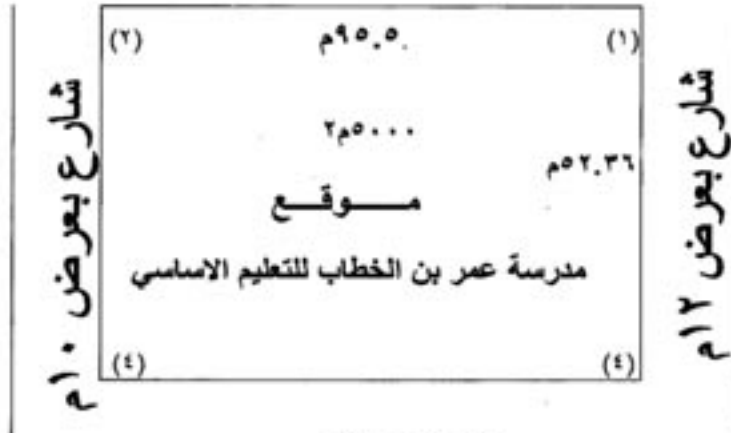 (١)
٩٥.٥٠م
(٢)
٥٠٠٠م٢
٥٢.٣٦م
مـــوقـــع
مدرسة عمر بن الخطاب للتعليم الاساسي
(٤)
(٤)
شارع بعرض ١٢م
شارع بعرض ١٠م